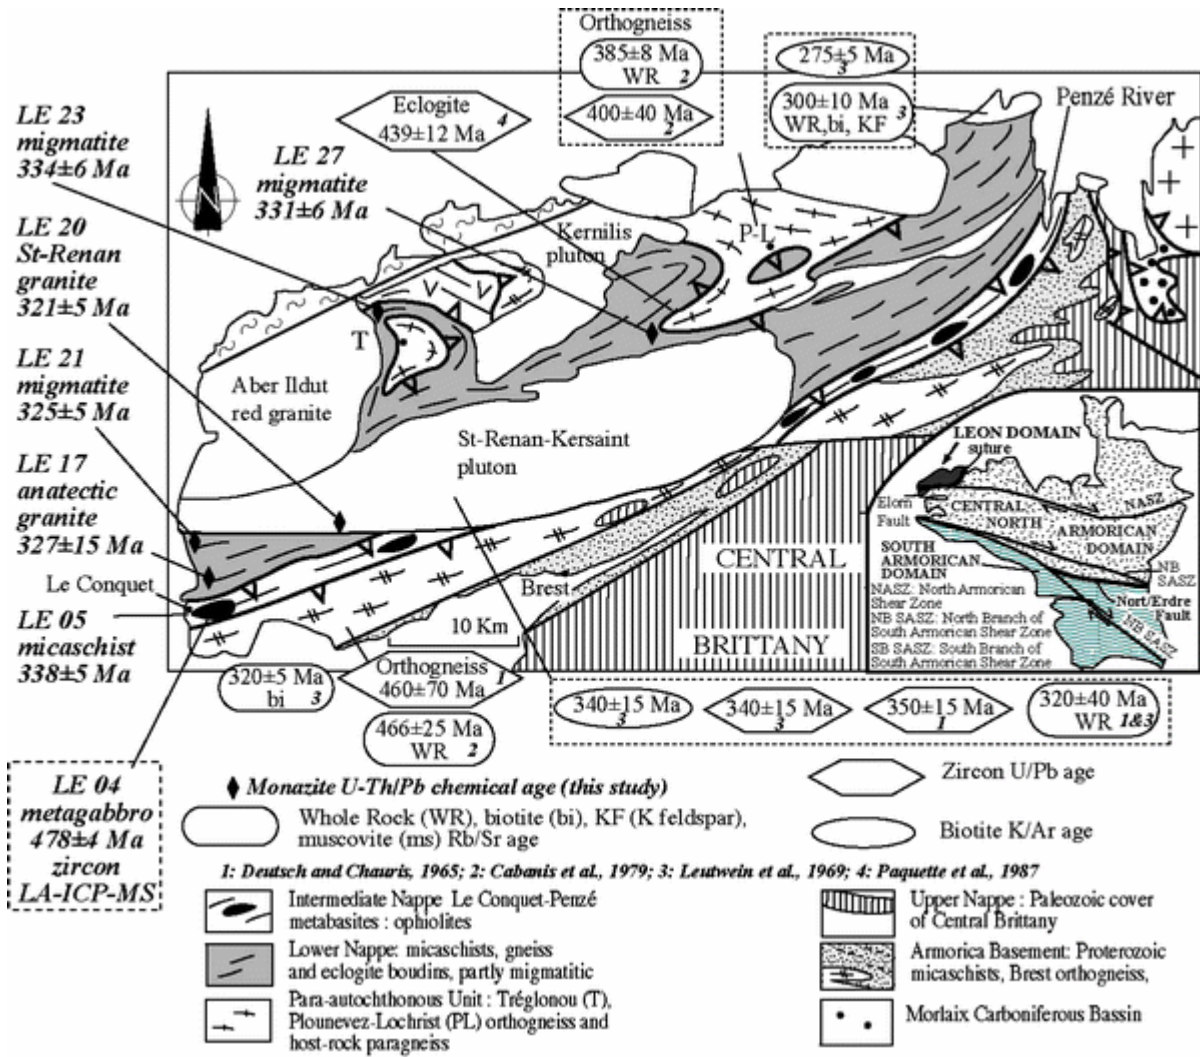 Orthogneiss
385±8 Ma
WR 2
400±40 Ma
2
275±5 Ma
3
300±10 Ma
WR,bi, KF 3
Penzé River
Eclogite
439±12 Ma 4
LE 23
migmatite
334±6 Ma
LE 27
migmatite
331±6 Ma
LE 20
St-Renan
granite
321±5 Ma
LE 21
migmatite
325±5 Ma
LE 17
anatectic
granite
327±15 Ma
Le Conquet
LE 05
micaschist
338±5 Ma
N
Kernilis
pluton
P-L
T
Aber Ildut
red granite
St-Renan-Kersaint
pluton
Brest
10 Km
CENTRAL
BRITTANY
LEON DOMAIN
suture
Elorn
Fault
CENTRAL
NORTH
ARMORICAN
DOMAIN
NASZ
SOUTH
ARMORICAN
DOMAIN
NB
SASZ
NASZ: North Armorican
Shear Zone
NB SASZ: North Branch of
South Armorican Shear Zone
SB SASZ: South Branch of
South Armorican Shear Zone
Nort/Erdre
Fault
NB SASZ
320±5 Ma
bi 3
Orthogneiss
460±70 Ma 1
466±25 Ma
WR 2
340±15 Ma
3
340±15 Ma
3
350±15 Ma
1
320±40 Ma
WR 1&3
LE 04
metagabbro
478±4 Ma
zircon
LA-ICP-MS
Monazite U-Th/Pb chemical age (this study)
Zircon U/Pb age
Whole Rock (WR), biotite (bi), KF (K feldspar),
muscovite (ms) Rb/Sr age
Biotite K/Ar age
1: Deutsch and Chauris, 1965; 2: Cabanis et al., 1979; 3: Leutwein et al., 1969; 4: Paquette et al., 1987
Intermediate Nappe Le Conquet-Penzé
metabasites : ophiolites
Lower Nappe: micaschists, gneiss
and eclogite boudins, partly migmatitic
Para-autochthonous Unit : Tréglonou (T),
Plounevez-Lochrist (PL) orthogneiss and
host-rock paragneiss
Upper Nappe : Paleozoic cover
of Central Brittany
Armorica Basement: Proterozoic
micaschists, Brest orthogneiss,
Morlaix Carboniferous Bassin